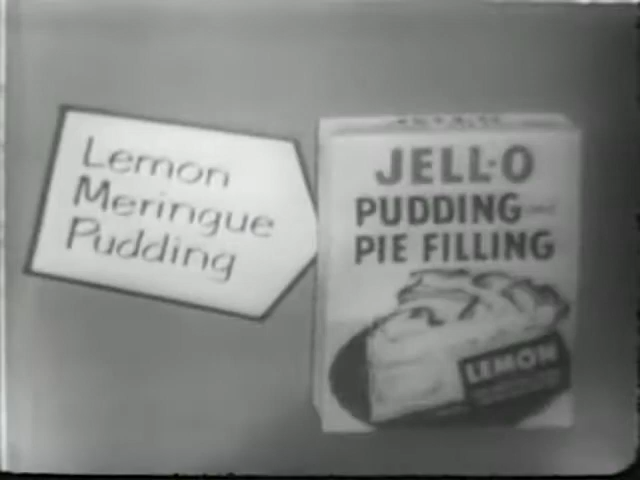 Lemon
Meringue
Pudding
JELL-O
PUDDING
PIE FILLING
LEMON